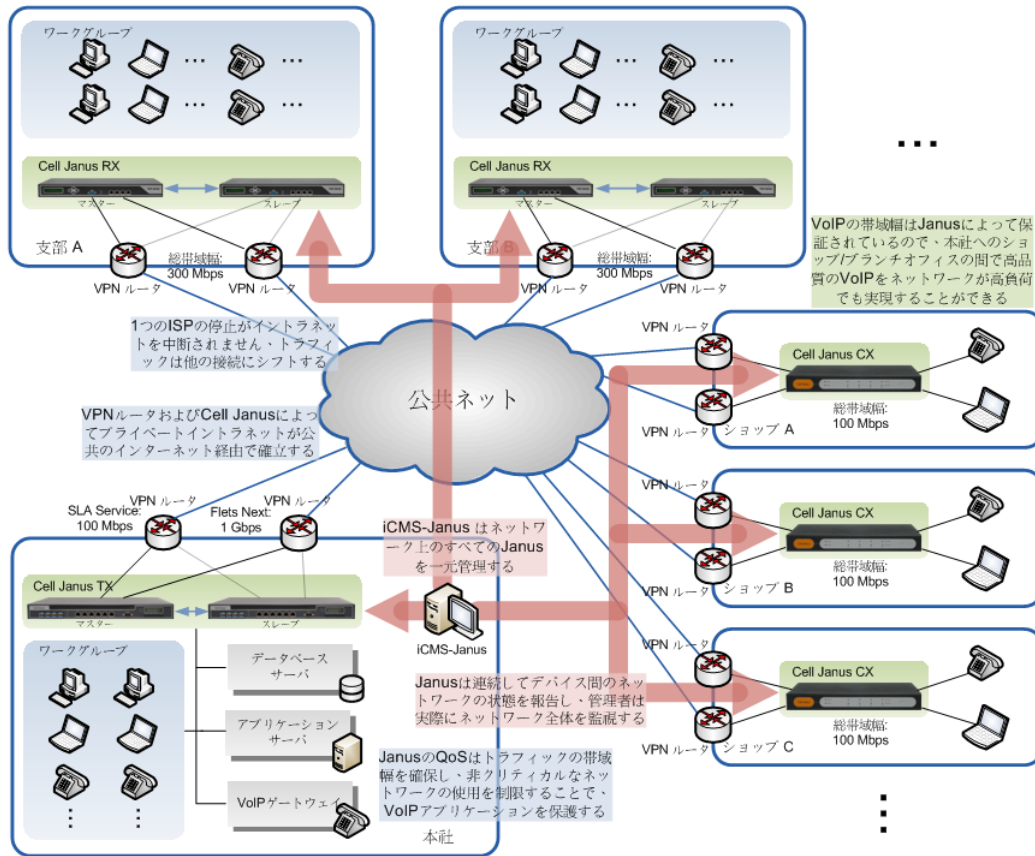 ワークグループ
... ...
... ...
Cell Janus RX
マスター
スレーブ
支部 A
総帯域幅:
300 Mbps
VPN ルータ
VPN ルータ
ワークグループ
... ...
... ...
Cell Janus RX
マスター
スレーブ
支部 B
総帯域幅:
300 Mbps
VPN ルータ
VPN ルータ
...
VoIPの帯域幅はJanusによって保
証されているので、本社へのショ
ップ/ブランチオフィスの間で高品
質のVoIPをネットワークが高負荷
でも実現することができる
1つのISPの停止がイントラネット
を中断されません、トラフィ
ックは他の接続にシフトする
公共ネット
VPNルータおよびCell Janusによっ
てプライベートイントラネットが公
共のインターネット経由で確立する
VPN ルータ
Cell Janus CX
総帯域幅:
100 Mbps
VPN ルータ
ショップ A
VPN ルータ
Cell Janus CX
総帯域幅:
100 Mbps
VPN ルータ
ショップ B
VPN ルータ
Cell Janus CX
総帯域幅:
100 Mbps
VPN ルータ
ショップ C
VPN ルータ
SLA Service:
100 Mbps
VPN ルータ
Flets Next:
1 Gbps
iCMS-Janus はネットワ
ーク上のすべてのJanus
を一元管理する
Cell Janus TX
マスター
スレーブ
iCMS-Janus
ワークグループ
データベース
サーバ
アプリケーション
サーバ
VoIPゲートウェイ
Janusは連続してデバイス間のネッ
トワークの状態を報告し、管理者は
実際にネットワーク全体を監視する
JanusのQoSはトラフィックの帯域
幅を確保し、非クリティカルなネッ
トワークの使用を制限することで、
VoIPアプリケーションを保護する
本社